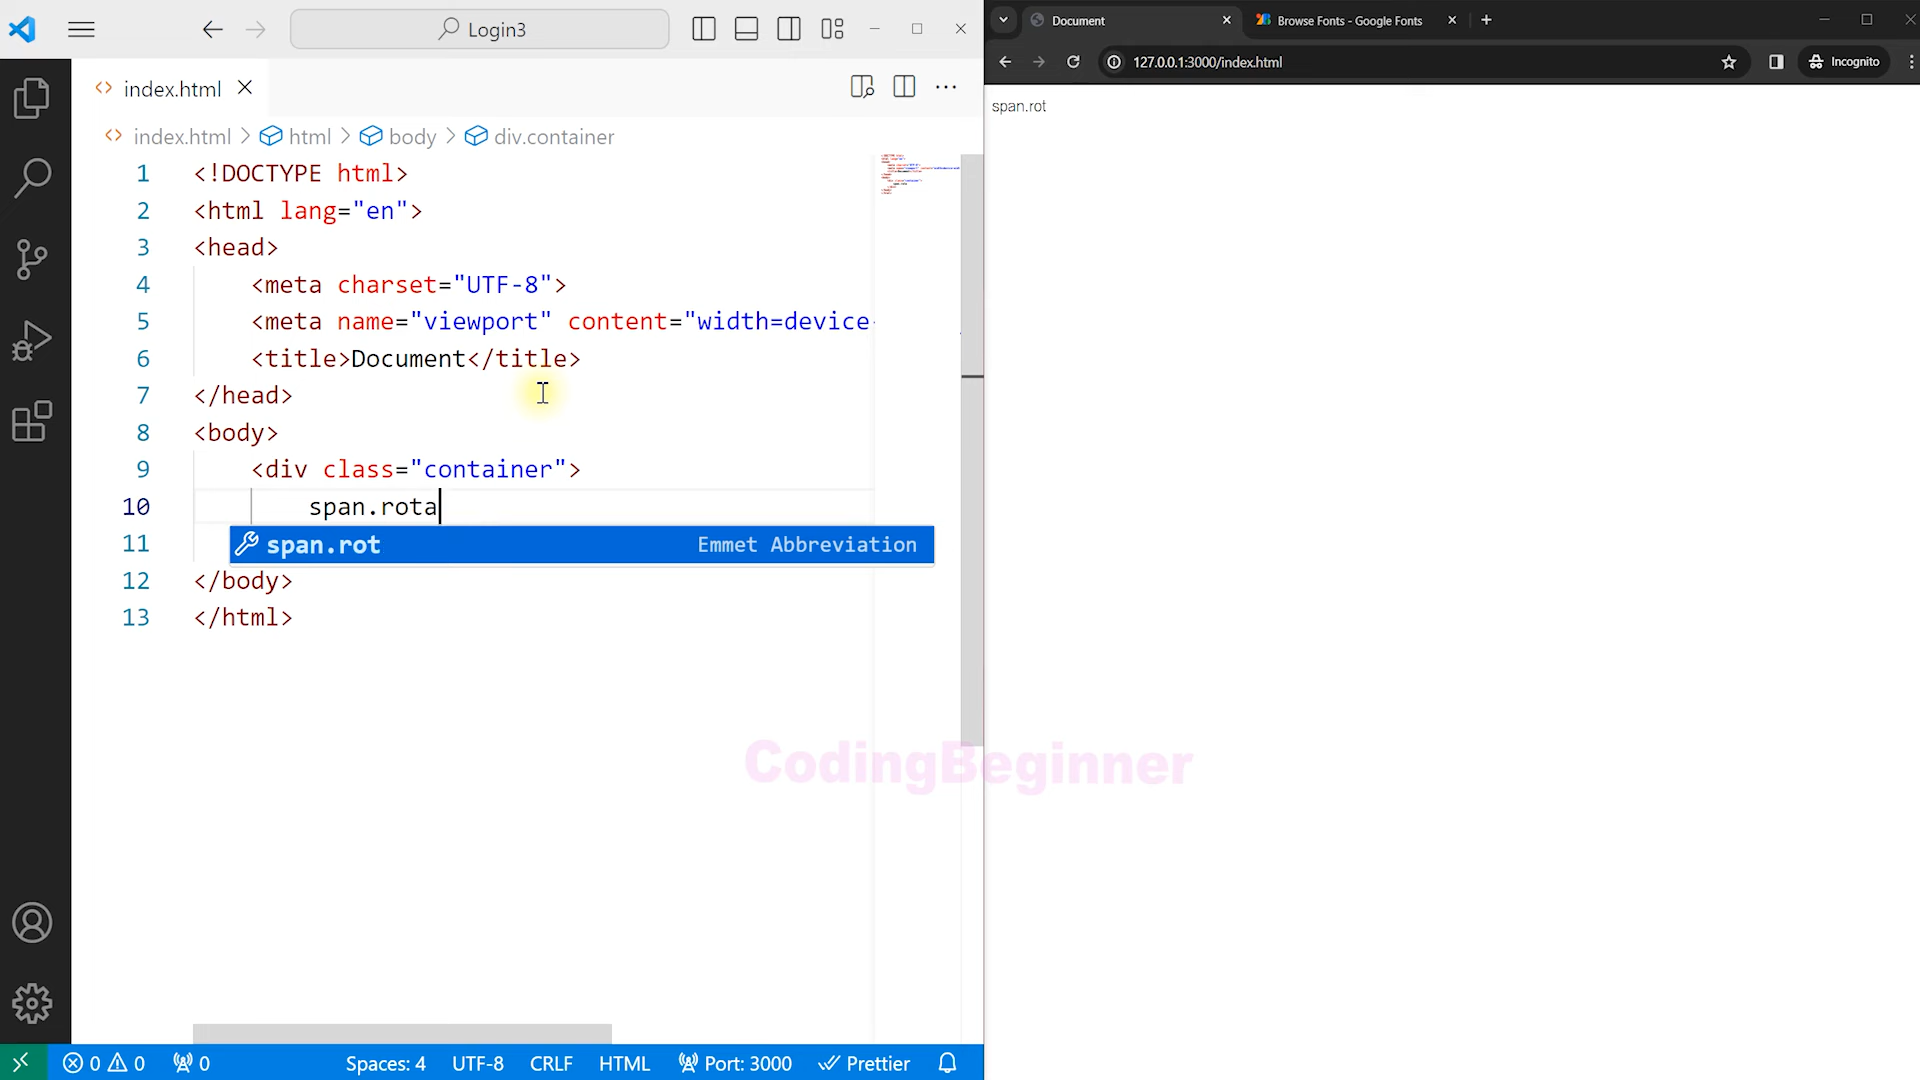 Login3
index.html
index.html > html > body > div.container
1 <!DOCTYPE html>
2 <html lang="en">
3 <head>
4 <meta charset="UTF-8">
5 <meta name="viewport" content="width=device-
6 <title>Document</title>
7 </head>
8 <body>
9 <div class="container">
10 span.rota
11 span.rot Emmet Abbreviation
12 </body>
13 </html>
CodingBeginner
0 0 0 Spaces: 4 UTF-8 CRLF HTML Port: 3000 Prettier
Document
Browse Fonts - Google Fonts
127.0.0.1:3000/index.html
Incognito
span.rot